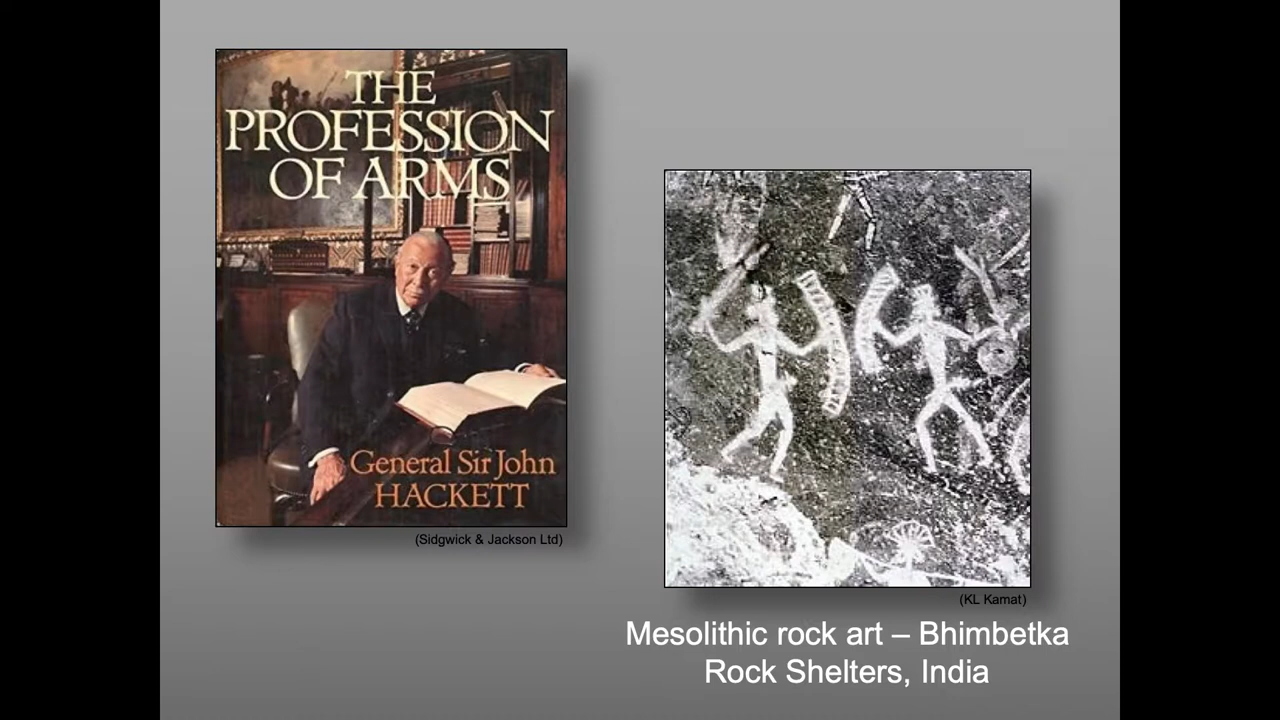 THE
PROFESSION
OF ARMS
General Sir John
HACKETT
(Sidgwick & Jackson Ltd)
(KL Kamat)
Mesolithic rock art – Bhimbetka
Rock Shelters, India